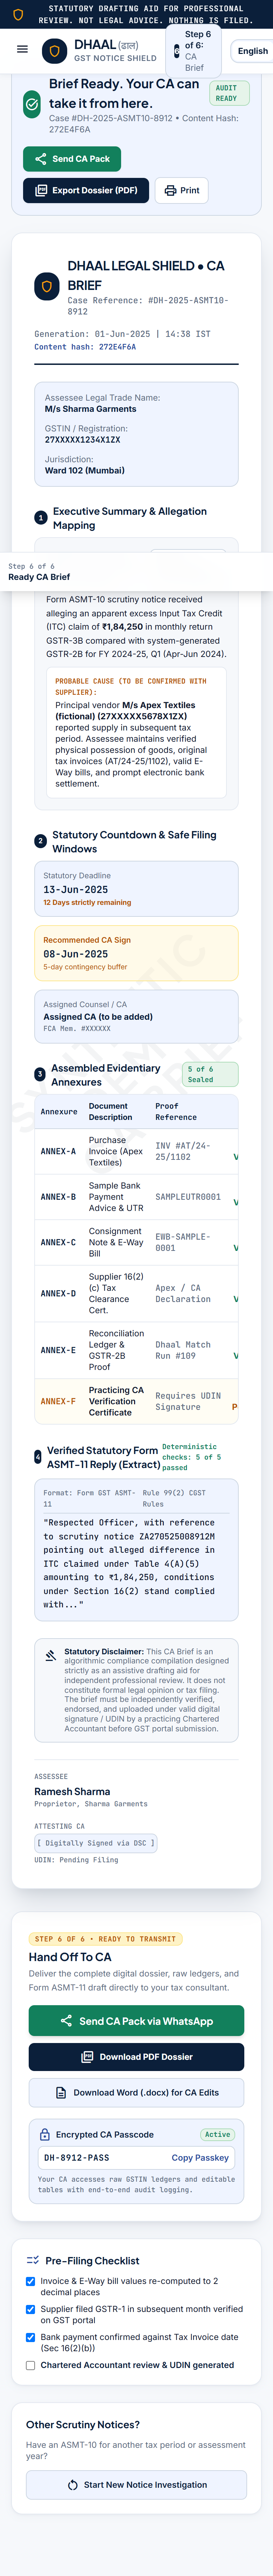 STATUTORY DRAFTING AID FOR PROFESSIONAL
REVIEW. NOT LEGAL ADVICE. NOTHING IS FILED.
DHAAL (ढाल)
GST NOTICE SHIELD
Step 6
of 6:
CA
Brief
English
Brief Ready. Your CA can
take it from here.
AUDIT
READY
Case #DH-2025-ASMT10-8912 • Content Hash:
272E4F6A
Send CA Pack
Export Dossier (PDF)
Print
DHAAL LEGAL SHIELD • CA
BRIEF
Case Reference: #DH-2025-ASMT10-
8912
Generation: 01-Jun-2025 | 14:38 IST
Content hash: 272E4F6A
Assessee Legal Trade Name:
M/s Sharma Garments
GSTIN / Registration:
27XXXXX1234X1ZX
Jurisdiction:
Ward 102 (Mumbai)
1
Executive Summary & Allegation
Mapping
Step 6 of 6
Ready CA Brief
Form ASMT-10 scrutiny notice received
alleging an apparent excess Input Tax Credit
(ITC) claim of ₹1,84,250 in monthly return
GSTR-3B compared with system-generated
GSTR-2B for FY 2024-25, Q1 (Apr-Jun 2024).
PROBABLE CAUSE (TO BE CONFIRMED WITH
SUPPLIER):
Principal vendor M/s Apex Textiles
(fictional) (27XXXXX5678X1ZX)
reported supply in subsequent tax
period. Assessee maintains verified
physical possession of goods, original
tax invoices (AT/24-25/1102), valid E-
Way bills, and prompt electronic bank
settlement.
2
Statutory Countdown & Safe Filing
Windows
Statutory Deadline
13-Jun-2025
12 Days strictly remaining
Recommended CA Sign
08-Jun-2025
5-day contingency buffer
Assigned Counsel / CA
Assigned CA (to be added)
FCA Mem. #XXXXXX
3
Assembled Evidentiary
Annexures
5 of 6
Sealed
Annexure
Document
Description
Proof
Reference
ANNEX-A
Purchase
Invoice (Apex
Textiles)
INV #AT/24-
25/1102
ANNEX-B
Sample Bank
Payment
Advice & UTR
SAMPLEUTR0001
ANNEX-C
Consignment
Note & E-Way
Bill
EWB-SAMPLE-
0001
ANNEX-D
Supplier 16(2)
(c) Tax
Clearance
Cert.
Apex / CA
Declaration
ANNEX-E
Reconciliation
Ledger &
GSTR-2B
Proof
Dhaal Match
Run #109
ANNEX-F
Practicing CA
Verification
Certificate
Requires UDIN
Signature
4
Verified Statutory Form
ASMT-11 Reply (Extract)
Deterministic
checks: 5 of 5
passed
Format: Form GST ASMT-
11
Rule 99(2) CGST
Rules
"Respected Officer, with reference
to scrutiny notice ZA270525008912M
pointing out alleged difference in
ITC claimed under Table 4(A)(5)
amounting to ₹1,84,250, conditions
under Section 16(2) stand complied
with..."
Statutory Disclaimer: This CA Brief is an
algorithmic compliance compilation designed
strictly as an assistive drafting aid for
independent professional review. It does not
constitute formal legal opinion or tax filing.
The brief must be independently verified,
endorsed, and uploaded under valid digital
signature / UDIN by a practicing Chartered
Accountant before GST portal submission.
ASSESSEE
Ramesh Sharma
Proprietor, Sharma Garments
ATTESTING CA
[ Digitally Signed via DSC ]
UDIN: Pending Filing
STEP 6 OF 6 • READY TO TRANSMIT
Hand Off To CA
Deliver the complete digital dossier, raw ledgers, and
Form ASMT-11 draft directly to your tax consultant.
Send CA Pack via WhatsApp
Download PDF Dossier
Download Word (.docx) for CA Edits
Encrypted CA Passcode
Active
DH-8912-PASS
Copy Passkey
Your CA accesses raw GSTIN ledgers and editable
tables with end-to-end audit logging.
Pre-Filing Checklist
Invoice & E-Way bill values re-computed to 2
decimal places
Supplier filed GSTR-1 in subsequent month verified
on GST portal
Bank payment confirmed against Tax Invoice date
(Sec 16(2)(b))
Chartered Accountant review & UDIN generated
Other Scrutiny Notices?
Have an ASMT-10 for another tax period or assessment
year?
Start New Notice Investigation